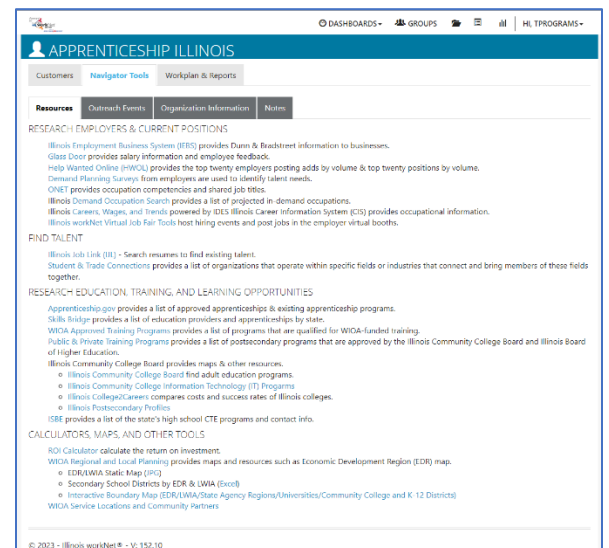 DASHBOARDS GROUPS HI, TPROGRAMS
APPRENTICESHIP ILLINOIS
Customers Navigator Tools Workplan & Reports
Resources Outreach Events Organization Information Notes
RESEARCH EMPLOYERS & CURRENT POSITIONS
Illinois Employment Business System (IEBS) provides Dunn & Bradstreet information to businesses.
Glass Door provides salary information and employee feedback.
Help Wanted Online (HWOL) provides the top twenty employers posting adds by volume & top twenty positions by volume.
Demand Planning Surveys from employers are used to identify talent needs.
ONET provides occupation competencies and shared job titles.
Illinois Demand Occupation Search provides a list of projected in-demand occupations.
Illinois Careers, Wages, and Trends powered by IDES Illinois Career Information System (CIS) provides occupational information.
Illinois workNet Virtual Job Fair Tools host hiring events and post jobs in the employer virtual booths.
FIND TALENT
Illinois Job Link (IJL) - Search resumes to find existing talent.
Student & Trade Connections provides a list of organizations that operate within specific fields or industries that connect and bring members of these fields
together.
RESEARCH EDUCATION, TRAINING, AND LEARNING OPPORTUNITIES
Apprenticeship.gov provides a list of approved apprenticeships & existing apprenticeship programs.
Skills Bridge provides a list of education providers and apprenticeships by state.
WIOA Approved Training Programs provides a list of programs that are qualified for WIOA-funded training.
Public & Private Training Programs provides a list of postsecondary programs that are approved by the Illinois Community College Board and Illinois Board
of Higher Education.
Illinois Community College Board provides maps & other resources.
Illinois Community College Board find adult education programs.
Illinois Community College Information Technology (IT) Progarms
Illinois College2Careers compares costs and success rates of Illinois colleges.
Illinois Postsecondary Profiles
ISBE provides a list of the state's high school CTE programs and contact info.
CALCULATORS, MAPS, AND OTHER TOOLS
ROI Calculator calculate the return on investment.
WIOA Regional and Local Planning provides maps and resources such as Economic Development Region (EDR) map.
EDR/LWIA Static Map (JPG)
Secondary School Districts by EDR & LWIA (Excel)
Interactive Boundary Map (EDR/LWIA/State Agency Regions/Universities/Community College and K-12 Districts)
WIOA Service Locations and Community Partners
© 2023 - Illinois workNet® - V: 152.10